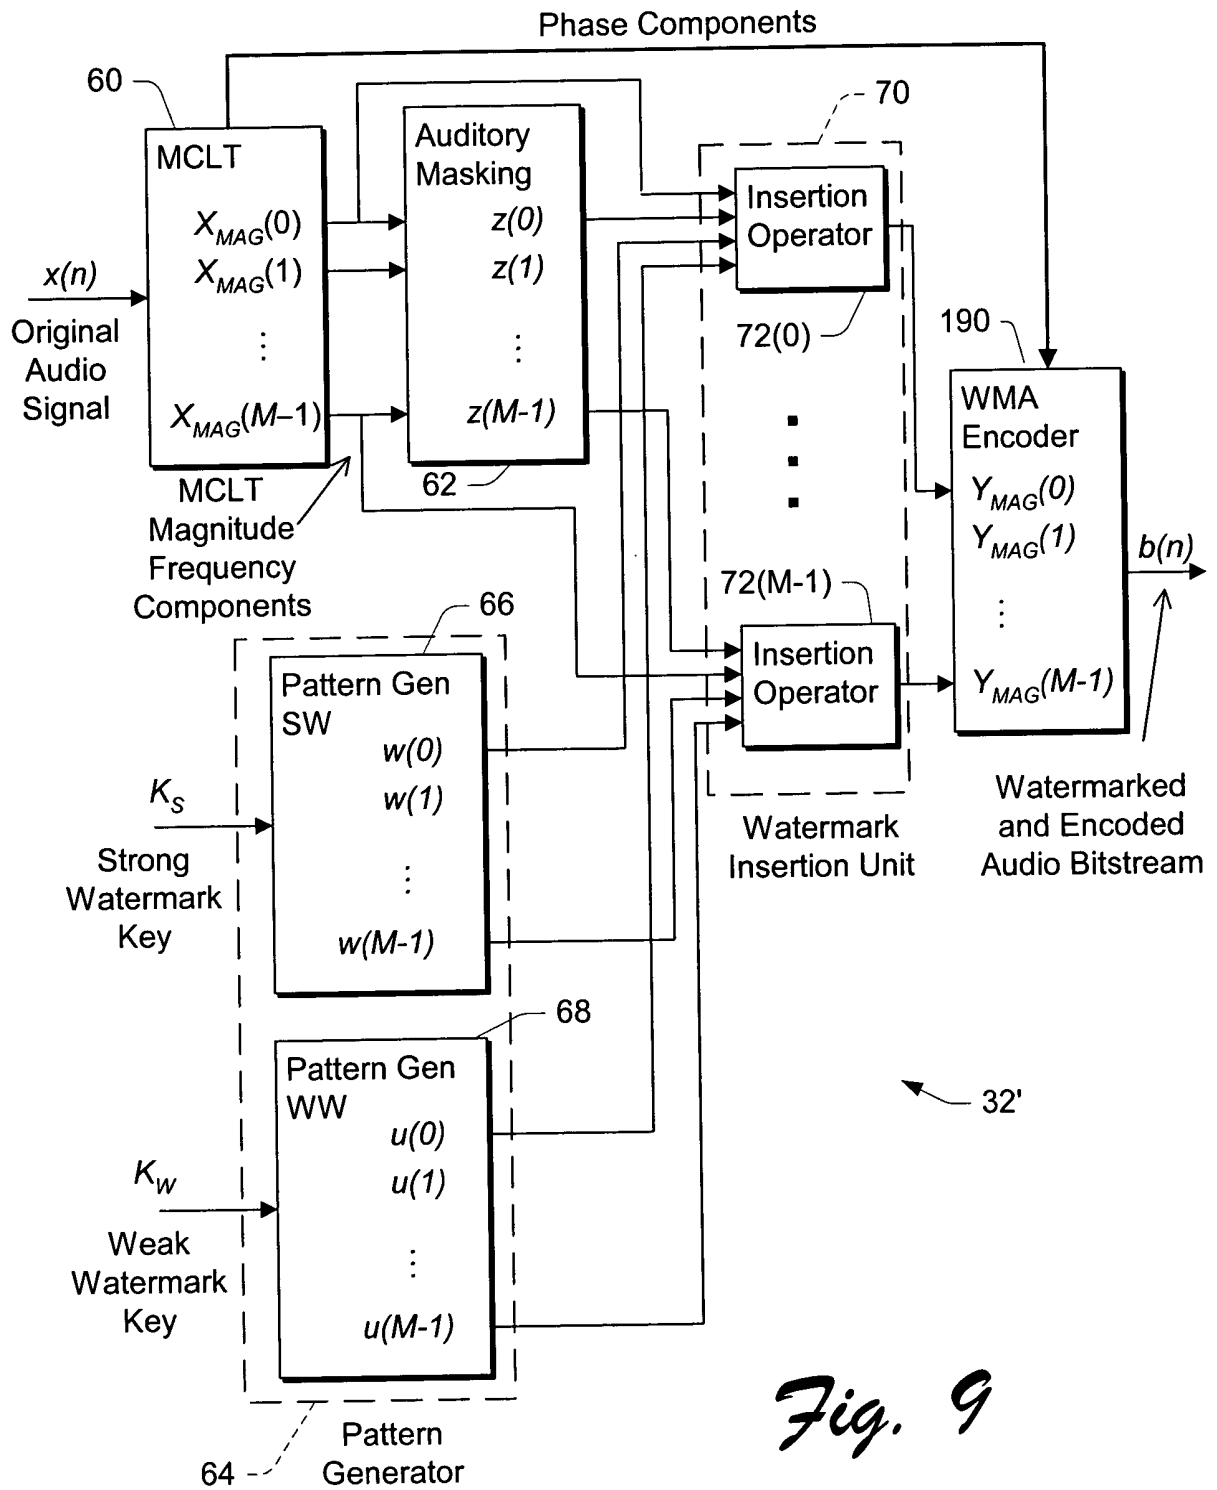 Phase Components
60
70
MCLT
X_MAG(0)
X_MAG(1)
⋮
X_MAG(M–1)
x(n)
Original
Audio
Signal
Auditory
Masking
z(0)
z(1)
⋮
z(M-1)
62
MCLT
Magnitude
Frequency
Components
Insertion
Operator
72(0)
72(M-1)
Insertion
Operator
190
WMA
Encoder
Y_MAG(0)
Y_MAG(1)
⋮
Y_MAG(M-1)
b(n)
Watermarked
and Encoded
Audio Bitstream
Watermark
Insertion Unit
66
Pattern Gen
SW
w(0)
w(1)
⋮
w(M-1)
K_S
Strong
Watermark
Key
68
Pattern Gen
WW
u(0)
u(1)
⋮
u(M-1)
K_W
Weak
Watermark
Key
32'
64
Pattern
Generator
Fig. 9